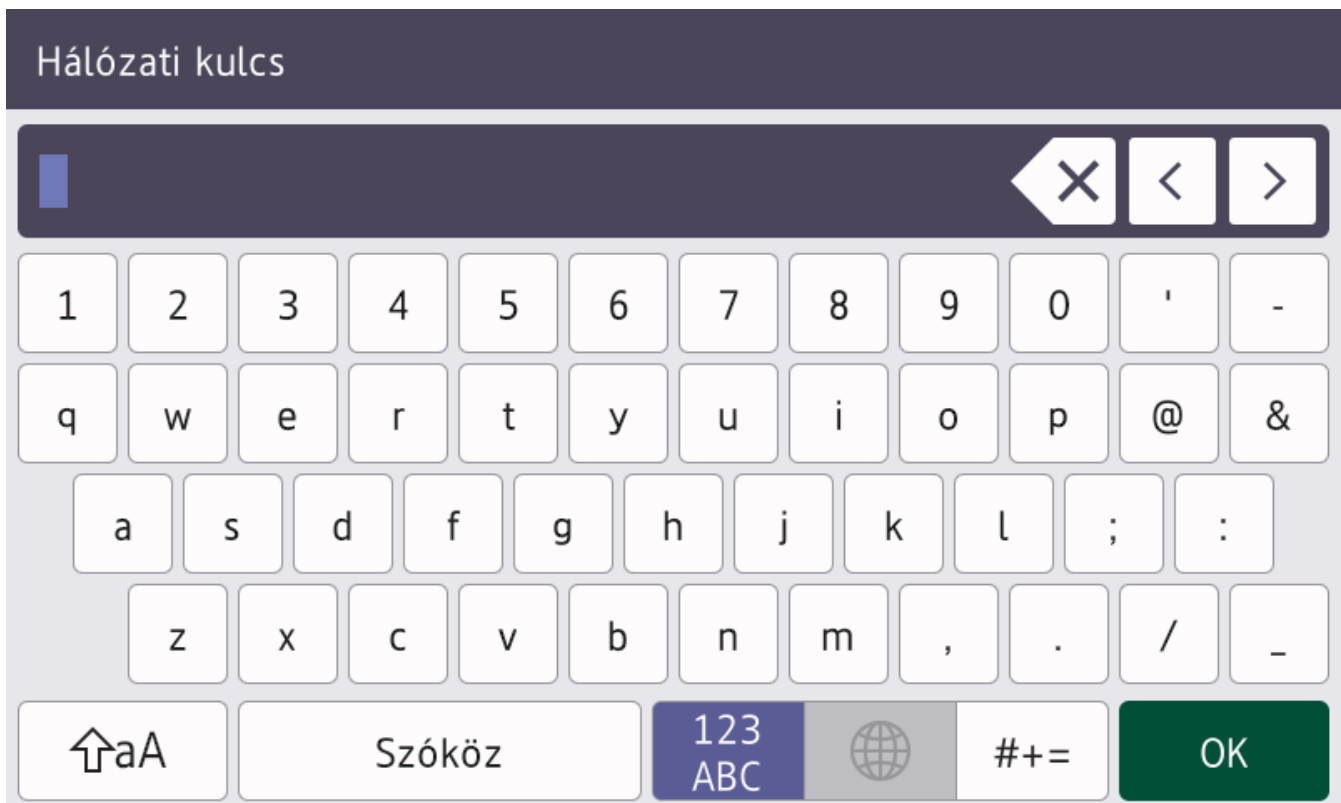 Hálózati kulcs
1 2 3 4 5 6 7 8 9 0 ' -
q w e r t y u i o p @ &
a s d f g h j k l ; :
z x c v b n m , . / _
aA Szóköz 123 ABC #+= OK